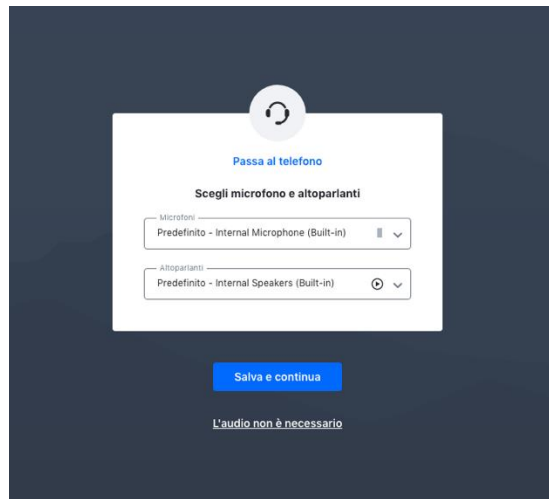 Passa al telefono
Scegli microfono e altoparlanti
Microfoni
Predefinito - Internal Microphone (Built-in)
Altoparlanti
Predefinito - Internal Speakers (Built-in)
Salva e continua
L'audio non è necessario